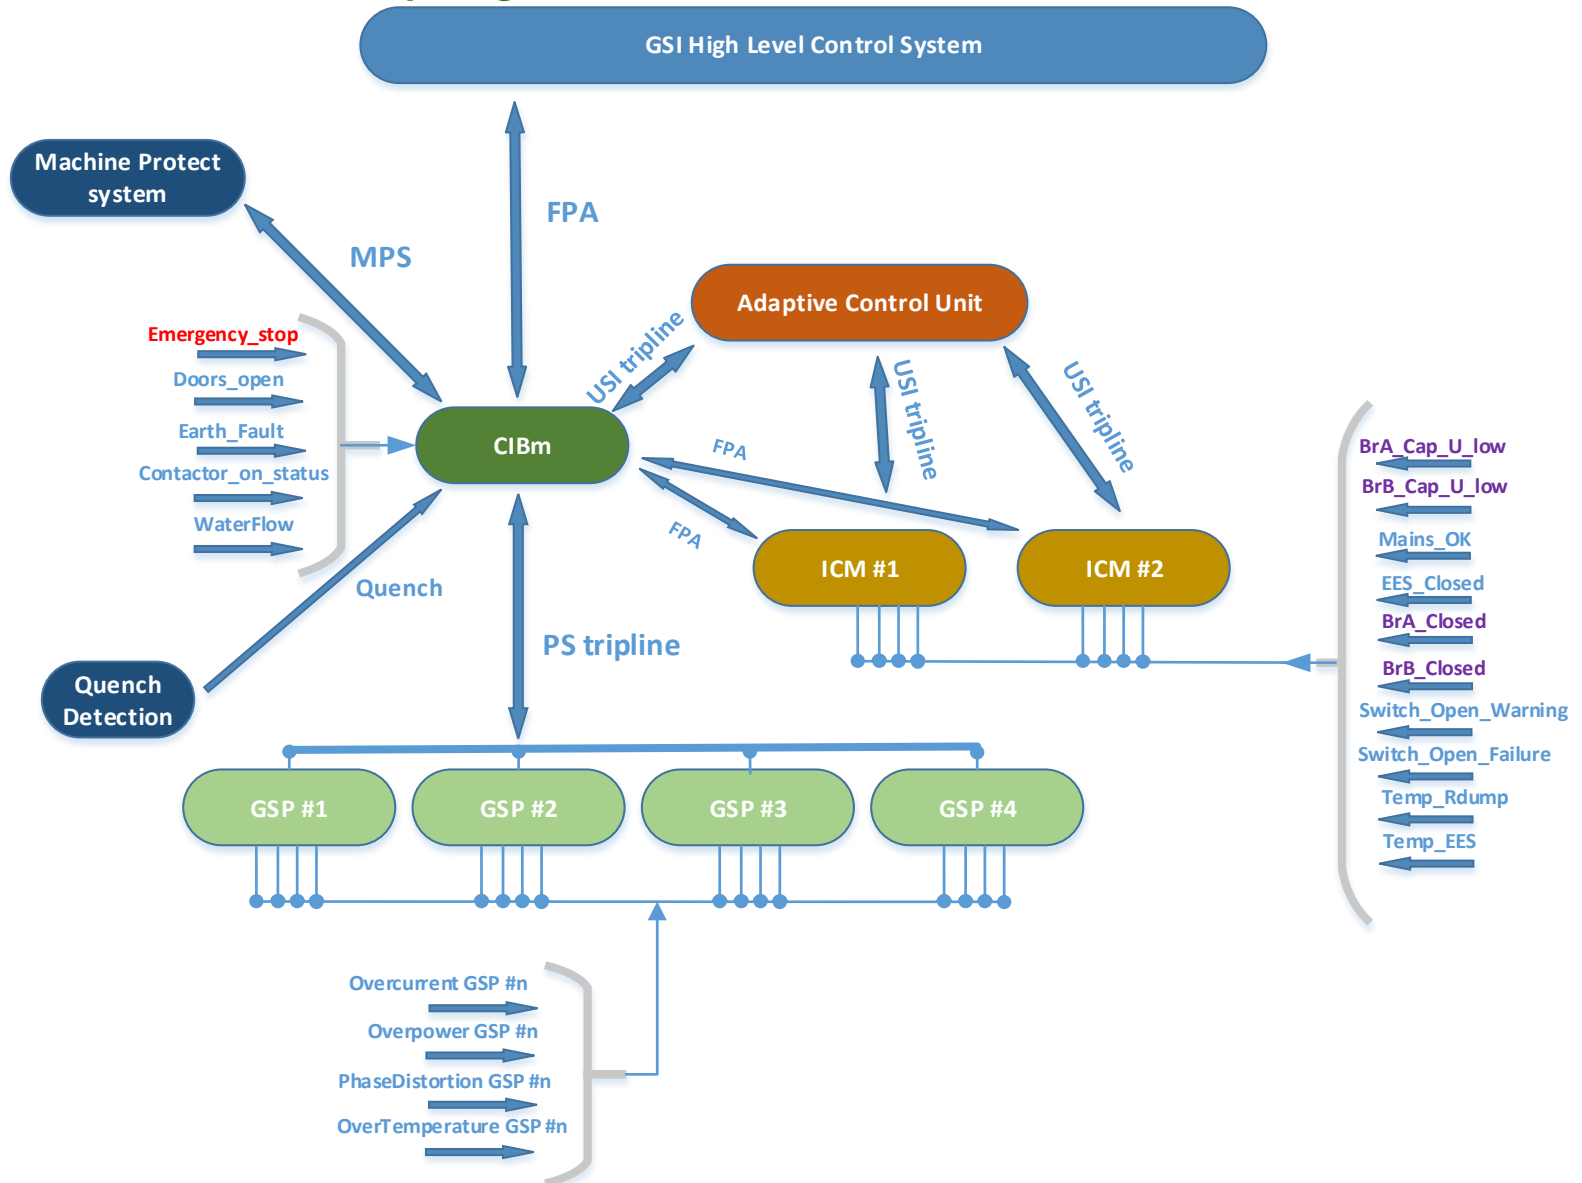 GSI High Level Control System
Machine Protect
system
FPA
MPS
Adaptive Control Unit
USI tripline
USI tripline
USI tripline
Emergency_stop
Doors_open
Earth_Fault
Contactor_on_status
WaterFlow
CIBm
FPA
FPA
BrA_Cap_U_low
BrB_Cap_U_low
Mains_OK
EES_Closed
BrA_Closed
BrB_Closed
Switch_Open_Warning
Switch_Open_Failure
Temp_Rdump
Temp_EES
ICM #1
ICM #2
Quench
PS tripline
Quench
Detection
GSP #1
GSP #2
GSP #3
GSP #4
Overcurrent GSP #n
Overpower GSP #n
PhaseDistortion GSP #n
OverTemperature GSP #n